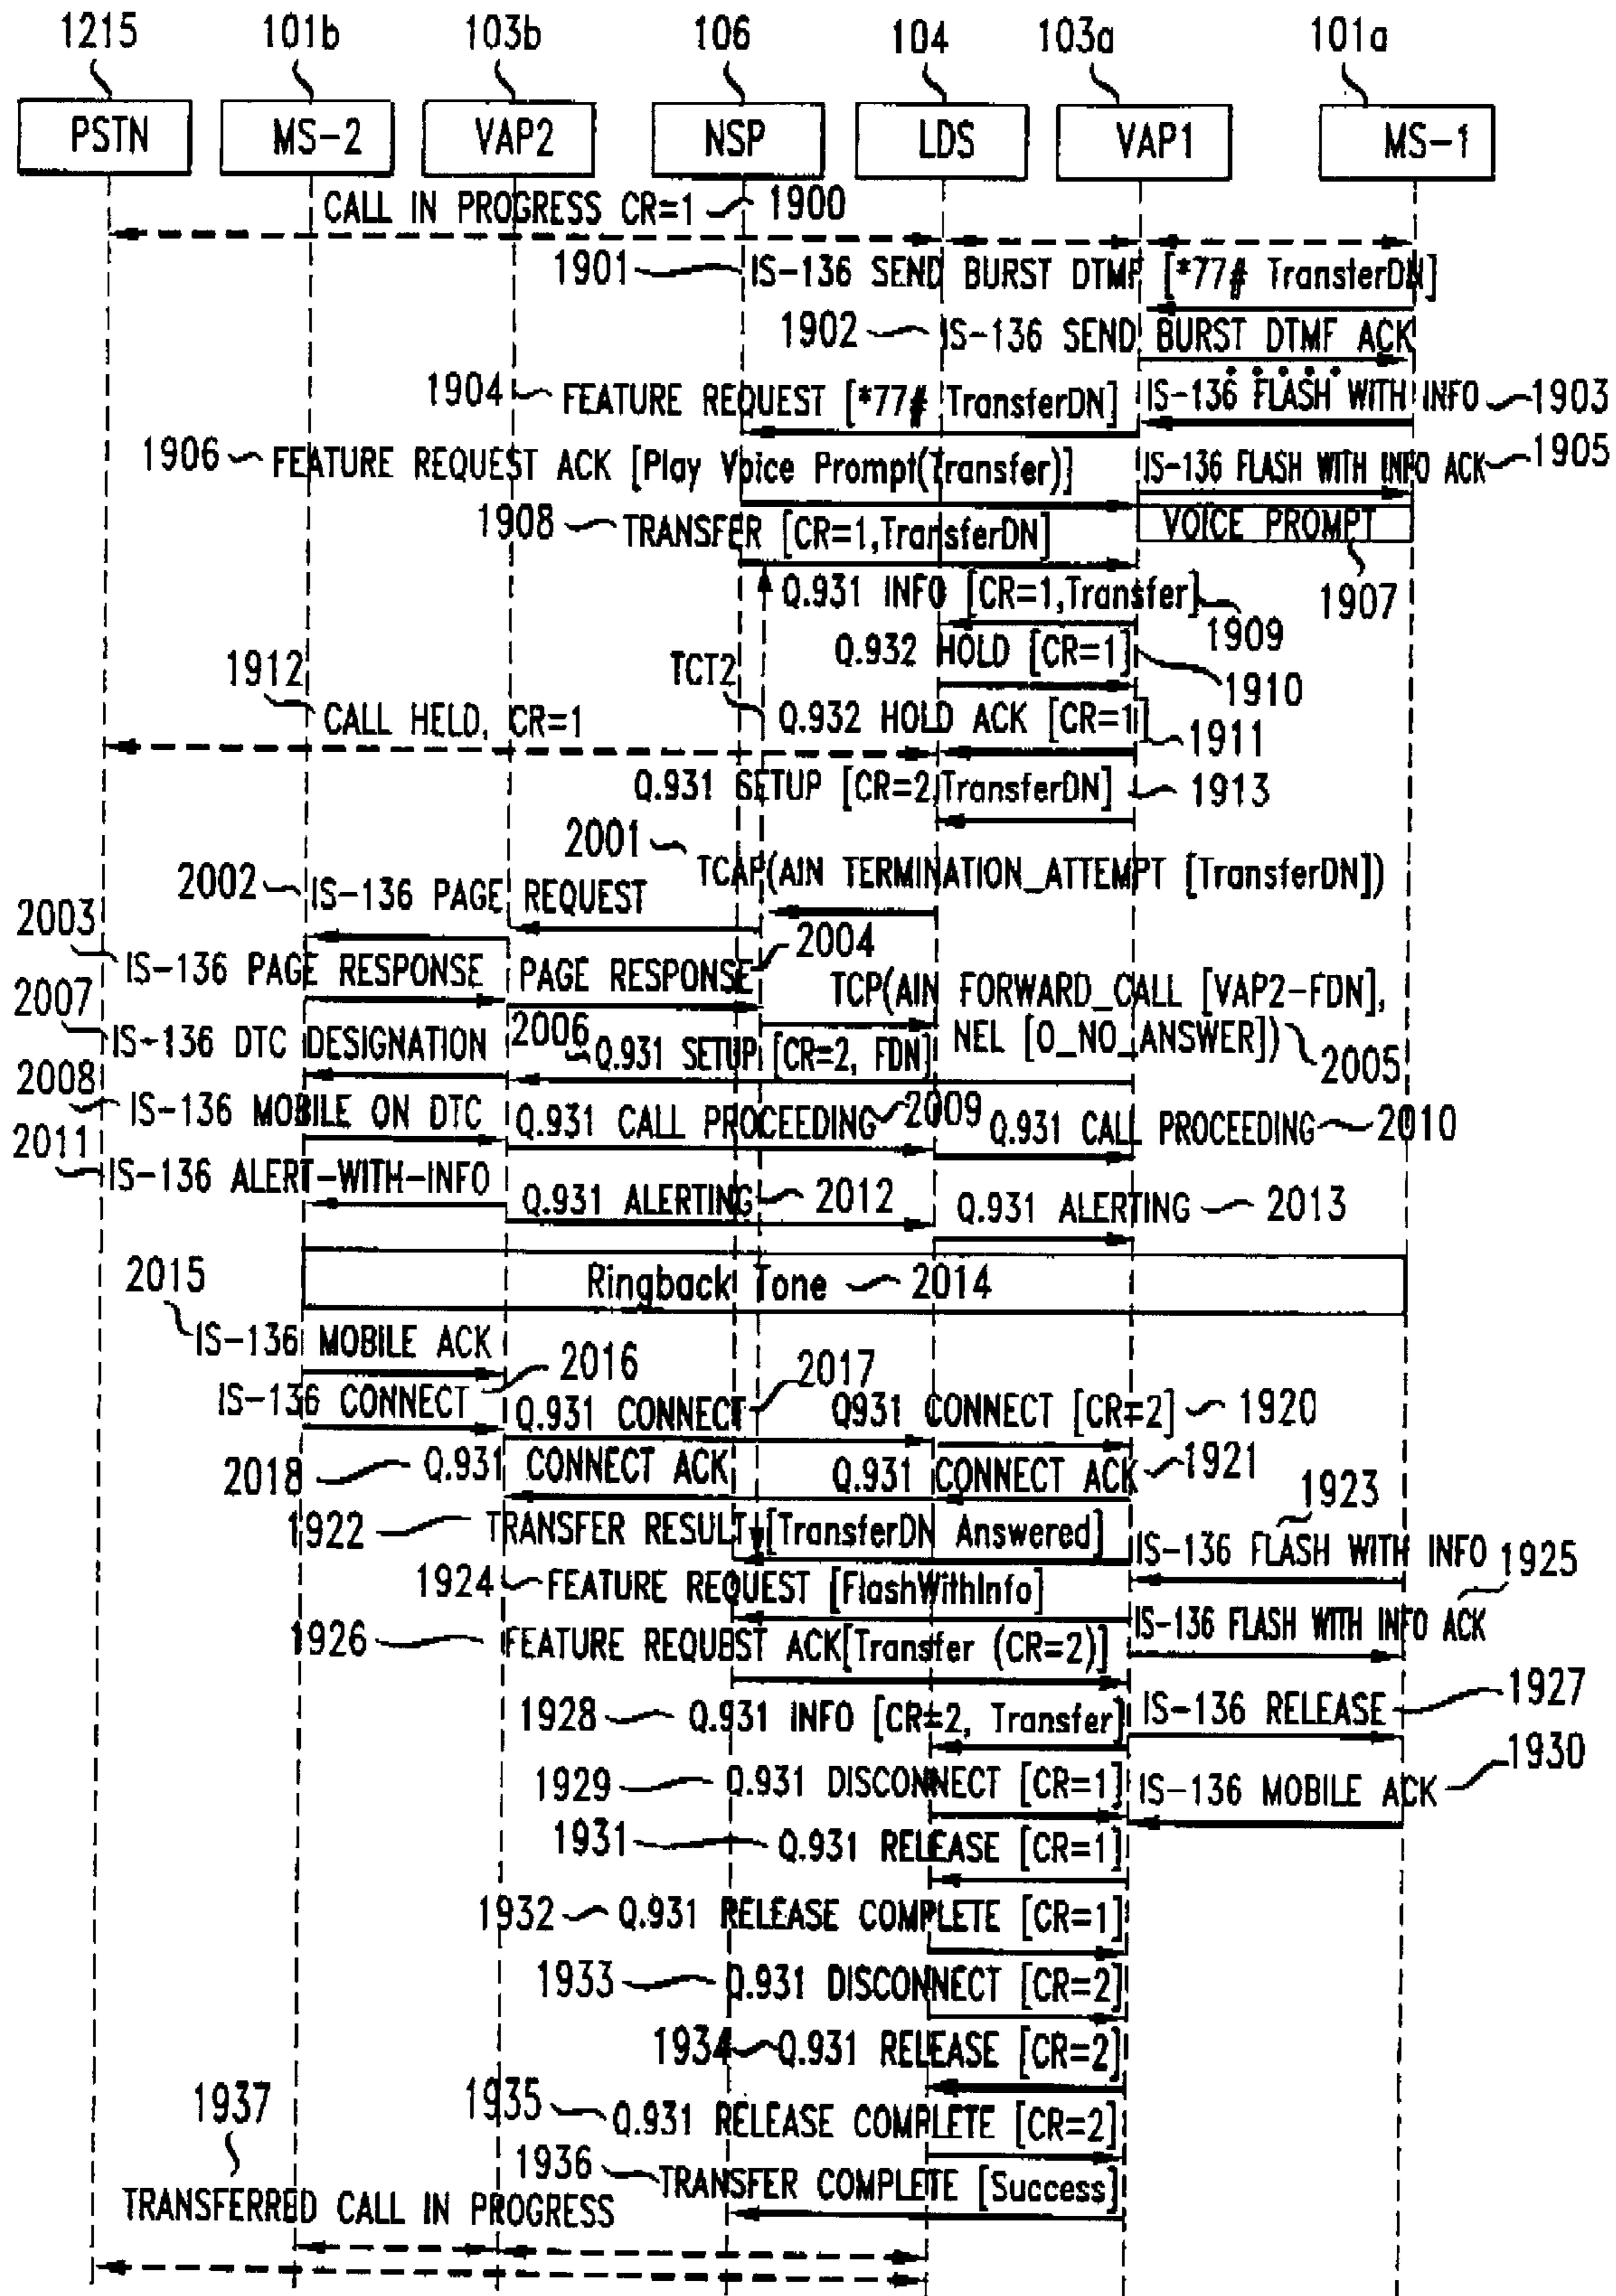 1215 101b 103b 106 104 103a 101a
PSTN MS-2 VAP2 NSP LDS VAP1 MS-1
CALL IN PROGRESS CR=1 1900
1901 IS-136 SEND BURST DTMF [*77# TransterDN]
1902 IS-136 SEND BURST DTMF ACK
1904 FEATURE REQUEST [*77# TransferDN] IS-136 FLASH WITH INFO 1903
1906 FEATURE REQUEST ACK [Play Voice Prompt(Transfer)] IS-136 FLASH WITH INFO ACK 1905
1908 TRANSFER [CR=1,TransferDN] VOICE PROMPT
1907
Q.931 INFO [CR=1,Transfer] 1909
TCT2 Q.932 HOLD [CR=1] 1910
1912 CALL HELD, CR=1 Q.932 HOLD ACK [CR=1] 1911
Q.931 SETUP [CR=2,TransferDN] 1913
2001 TCAP(AIN TERMINATION_ATTEMPT [TransferDN])
2002 IS-136 PAGE REQUEST
2003 IS-136 PAGE RESPONSE PAGE RESPONSE 2004
TCP(AIN FORWARD_CALL [VAP2-FDN],
NEL [O_NO_ANSWER]) 2005
2007 IS-136 DTC DESIGNATION 2006 Q.931 SETUP [CR=2, FDN]
2008 IS-136 MOBILE ON DTC Q.931 CALL PROCEEDING 2009 Q.931 CALL PROCEEDING 2010
2011 IS-136 ALERT-WITH-INFO Q.931 ALERTING 2012 Q.931 ALERTING 2013
Ringback Tone 2014
2015 IS-136 MOBILE ACK
IS-136 CONNECT 2016 Q.931 CONNECT 2017 Q931 CONNECT [CR=2] 1920
2018 Q.931 CONNECT ACK Q.931 CONNECT ACK 1921
1922 TRANSFER RESULT [TransferDN Answered] IS-136 FLASH WITH INFO 1923
1924 FEATURE REQUEST [FlashWithInfo] IS-136 FLASH WITH INFO ACK 1925
1926 FEATURE REQUBST ACK[Transfer (CR=2)]
1928 Q.931 INFO [CR=2, Transfer] IS-136 RELEASE 1927
1929 Q.931 DISCONNECT [CR=1] IS-136 MOBILE ACK 1930
1931 Q.931 RELEASE [CR=1]
1932 Q.931 RELEASE COMPLETE [CR=1]
1933 Q.931 DISCONNECT [CR=2]
1934 Q.931 RELEASE [CR=2]
1935 Q.931 RELEASE COMPLETE [CR=2]
1936 TRANSFER COMPLETE [Success]
1937 TRANSFERRED CALL IN PROGRESS